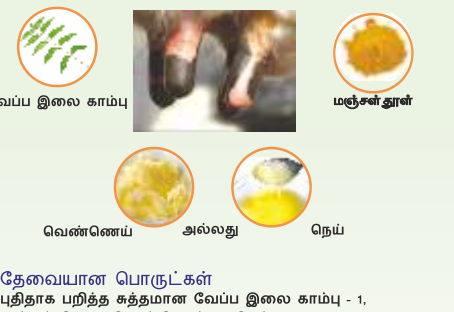 வேப்ப இலை காம்பு
மஞ்சள் தூள்
வெண்ணெய் அல்லது நெய்
தேவையான பொருட்கள்
புதிதாக பறித்த சுத்தமான வேப்ப இலை காம்பு - 1,